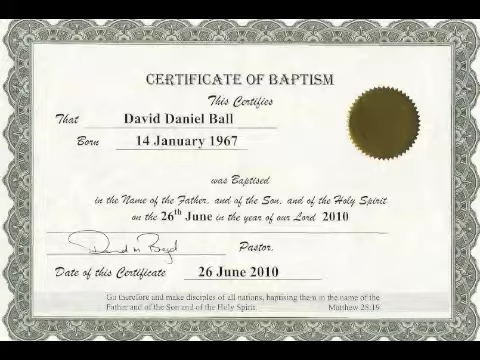 CERTIFICATE OF BAPTISM
This Certifies
That David Daniel Ball
Born 14 January 1967
was Baptised
in the Name of the Father, and of the Son, and of the Holy Spirit
on the 26th June in the year of our Lord 2010
Pastor.
Date of this Certificate 26 June 2010
Go therefore and make disciples of all nations, baptising them in the name of the
Father and of the Son and of the Holy Spirit. Matthew 28:19